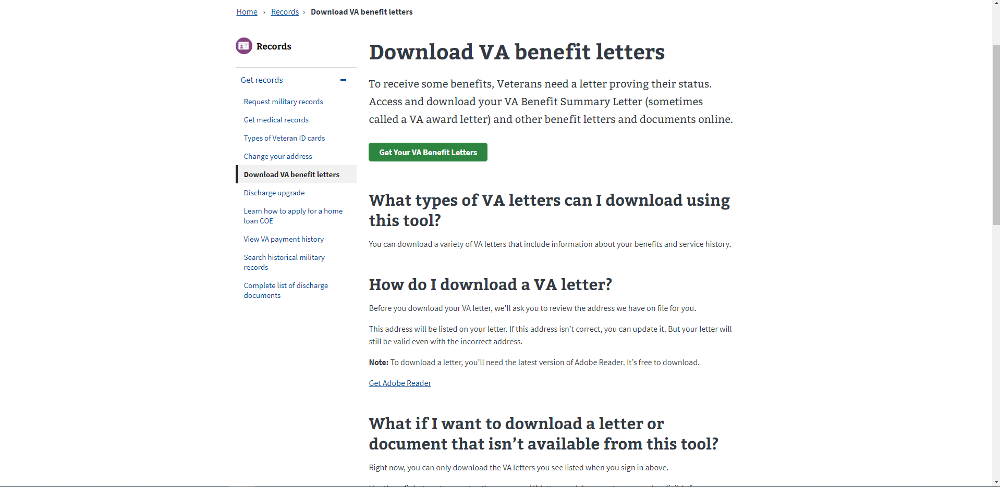 Home › Records › Download VA benefit letters
Records
Get records
Request military records
Get medical records
Types of Veteran ID cards
Change your address
Download VA benefit letters
Discharge upgrade
Learn how to apply for a home
loan COE
View VA payment history
Search historical military
records
Complete list of discharge
documents
Download VA benefit letters
To receive some benefits, Veterans need a letter proving their status.
Access and download your VA Benefit Summary Letter (sometimes
called a VA award letter) and other benefit letters and documents online.
Get Your VA Benefit Letters
What types of VA letters can I download using
this tool?
You can download a variety of VA letters that include information about your benefits and service history.
How do I download a VA letter?
Before you download your VA letter, we’ll ask you to review the address we have on file for you.
This address will be listed on your letter. If this address isn’t correct, you can update it. But your letter will
still be valid even with the incorrect address.
Note: To download a letter, you’ll need the latest version of Adobe Reader. It’s free to download.
Get Adobe Reader
What if I want to download a letter or
document that isn’t available from this tool?
Right now, you can only download the VA letters you see listed when you sign in above.